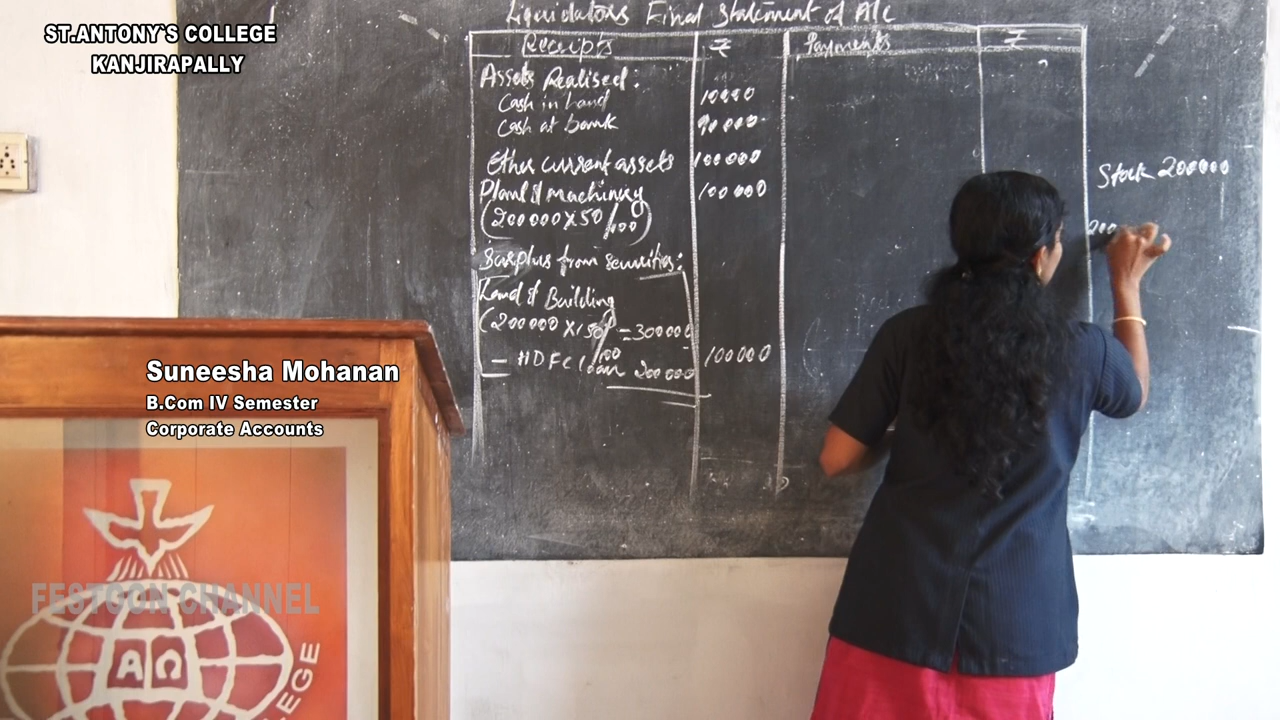 ST.ANTONY`S COLLEGE
KANJIRAPALLY
Liquidators Final Statement of A/c
Receipts ₹ Payments ₹
Assets Realised:
Cash in hand 10000
Cash at bank 90000
Other current assets 100000
Plant & machinery 100000
(200000 X 50/100)
Surplus from securities:
Land & Building
(200000 X 150/100 = 300000
- HDFC loan 200000 100000
Stock 200000
200
Suneesha Mohanan
B.Com IV Semester
Corporate Accounts
FESTOON CHANNEL
ΑΩ